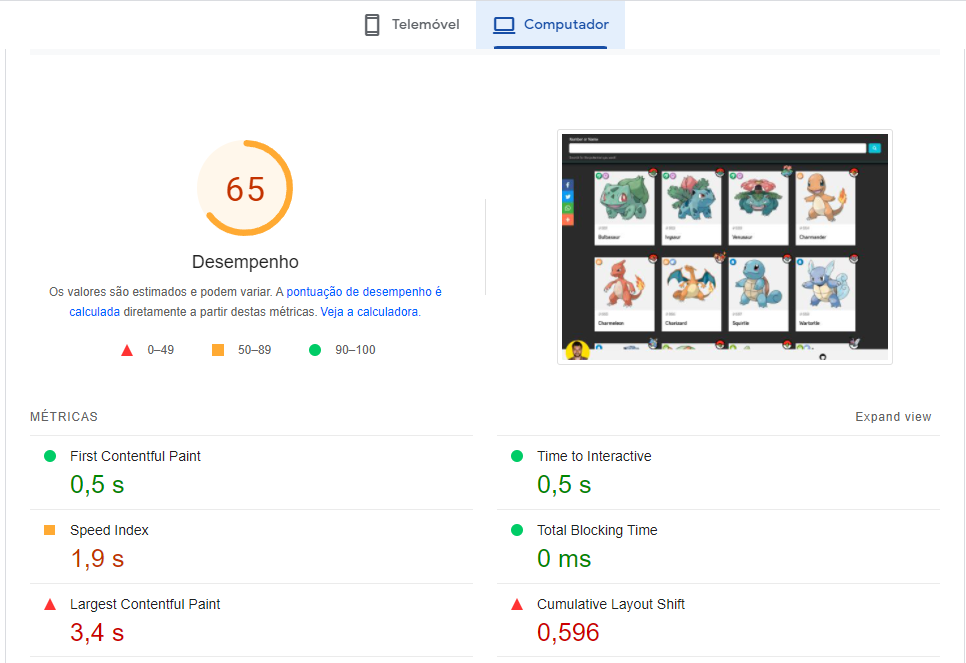 Telemóvel
Computador
65
Desempenho
Os valores são estimados e podem variar. A pontuação de desempenho é
calculada diretamente a partir destas métricas. Veja a calculadora.
0–49
50–89
90–100
Number or Name
Bulbasaur
Ivysaur
Venusaur
Charmander
Charmeleon
Charizard
Squirtle
Wartortle
MÉTRICAS
Expand view
First Contentful Paint
0,5 s
Time to Interactive
0,5 s
Speed Index
1,9 s
Total Blocking Time
0 ms
Largest Contentful Paint
3,4 s
Cumulative Layout Shift
0,596